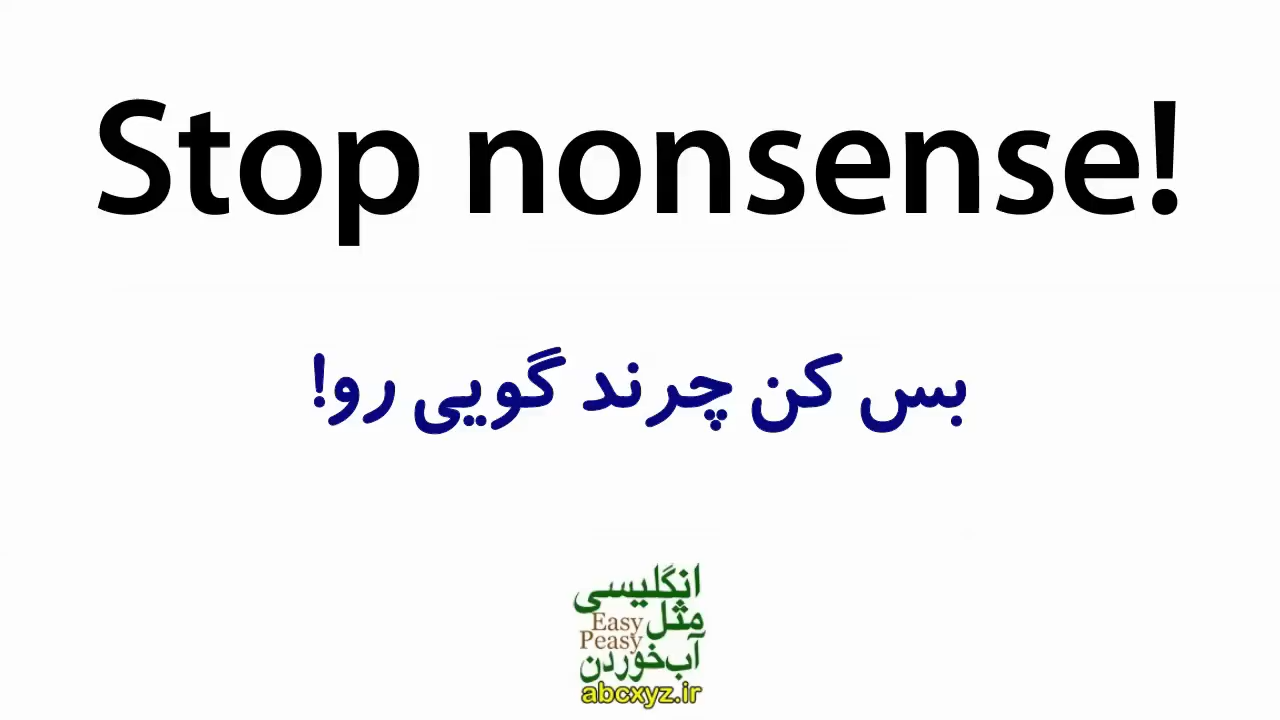 Stop nonsense!
بس کن چرند گویی رو!
انگلیسی
مثل Easy
Peasy
آب خوردن
abcxyz.ir